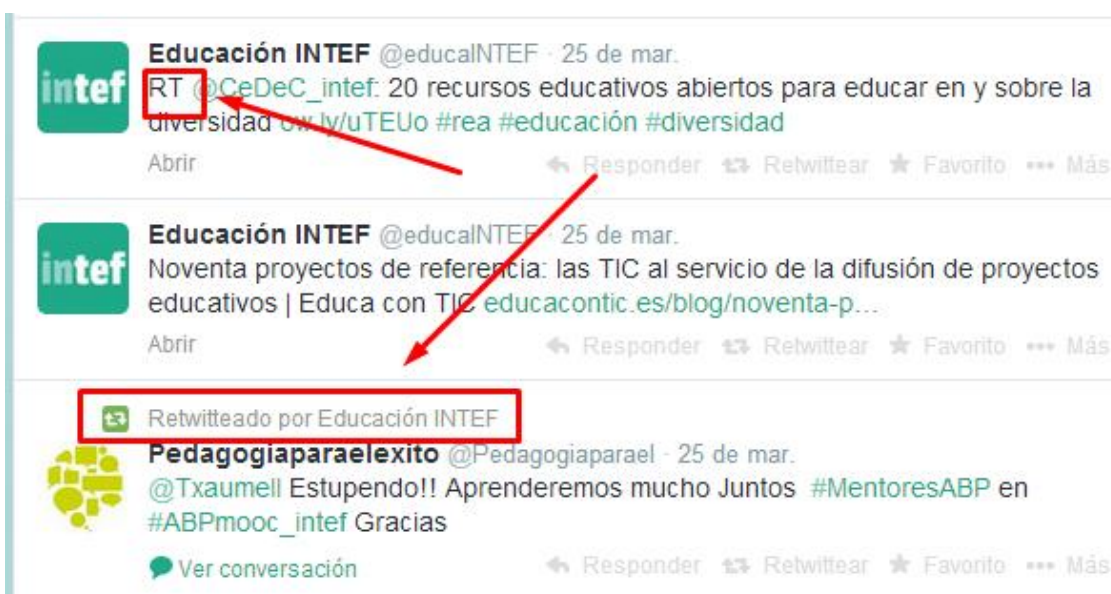 Educación INTEF @educaINTEF · 25 de mar.
intef
RT @CeDeC_intef: 20 recursos educativos abiertos para educar en y sobre la
diversidad ow.ly/uTEUo #rea #educación #diversidad
Abrir Responder Retwittear Favorito Más
Educación INTEF @educaINTEF · 25 de mar.
intef
Noventa proyectos de referencia: las TIC al servicio de la difusión de proyectos
educativos | Educa con TIC educacontic.es/blog/noventa-p...
Abrir Responder Retwittear Favorito Más
Retwitteado por Educación INTEF
Pedagogiaparaelexito @Pedagogiaparael · 25 de mar.
@Txaumell Estupendo!! Aprenderemos mucho Juntos #MentoresABP en
#ABPmooc_intef Gracias
Ver conversación Responder Retwittear Favorito Más